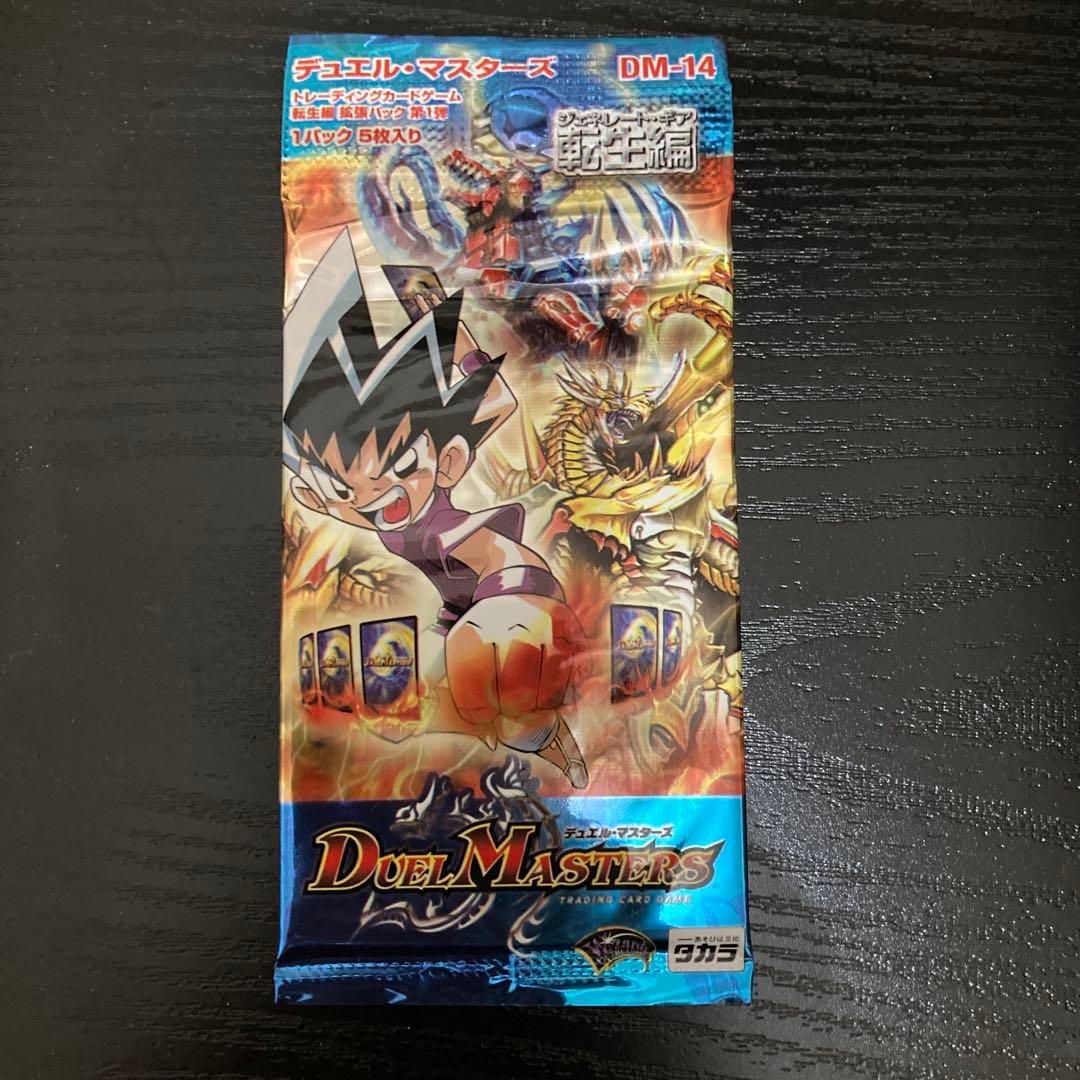 デュエル・マスターズ
DM-14
トレーディングカードゲーム
転生編 拡張パック 第1弾
1パック 5枚入り
ジェネレート・ギア
転生編
デュエル・マスターズ
DUEL MASTERS
TRADING CARD GAME
あそびは文化
タカラ